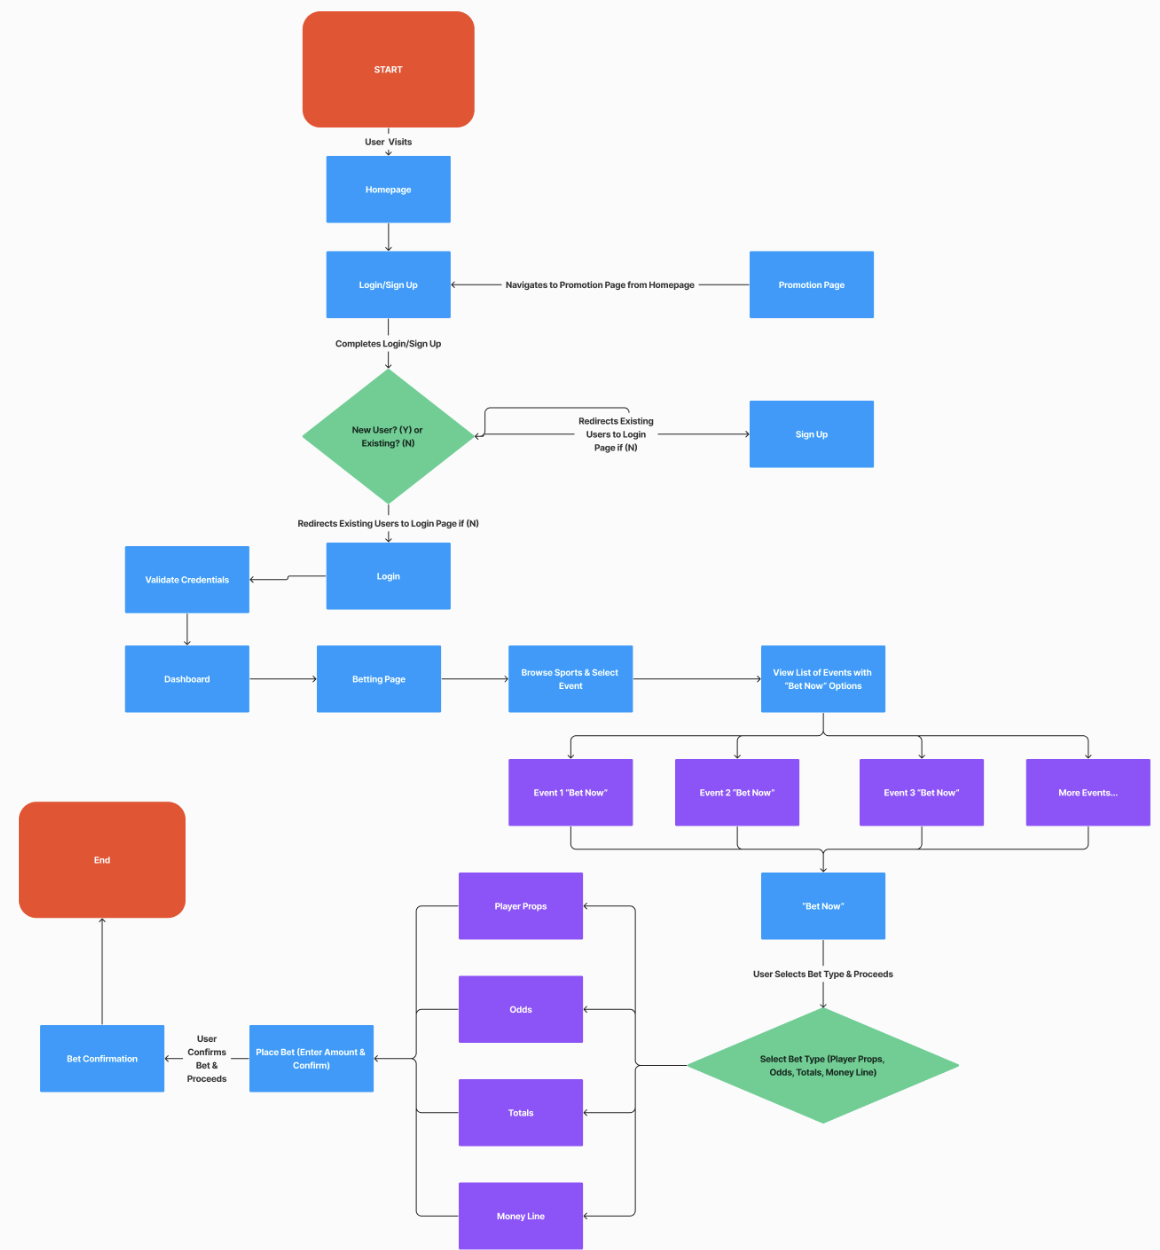 START
User Visits
Homepage
Login/Sign Up
Navigates to Promotion Page from Homepage
Promotion Page
Completes Login/Sign Up
New User? (Y) or
Existing? (N)
Redirects Existing
Users to Login
Page if (N)
Sign Up
Redirects Existing Users to Login Page if (N)
Login
Validate Credentials
Dashboard
Betting Page
Browse Sports & Select
Event
View List of Events with
"Bet Now" Options
Event 1 "Bet Now"
Event 2 "Bet Now"
Event 3 "Bet Now"
More Events...
"Bet Now"
User Selects Bet Type & Proceeds
Select Bet Type (Player Props,
Odds, Totals, Money Line)
Player Props
Odds
Totals
Money Line
Place Bet (Enter Amount &
Confirm)
User
Confirms
Bet &
Proceeds
Bet Confirmation
End